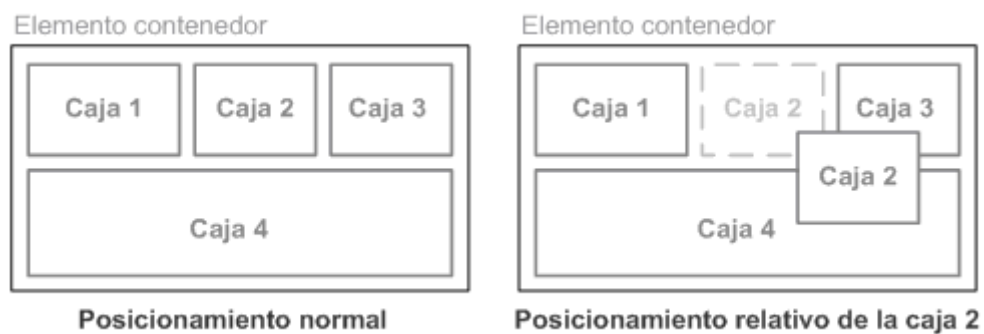 Elemento contenedor
Caja 1
Caja 2
Caja 3
Caja 4
Posicionamiento normal
Elemento contenedor
Caja 1
Caja 2
Caja 3
Caja 2
Caja 4
Posicionamiento relativo de la caja 2